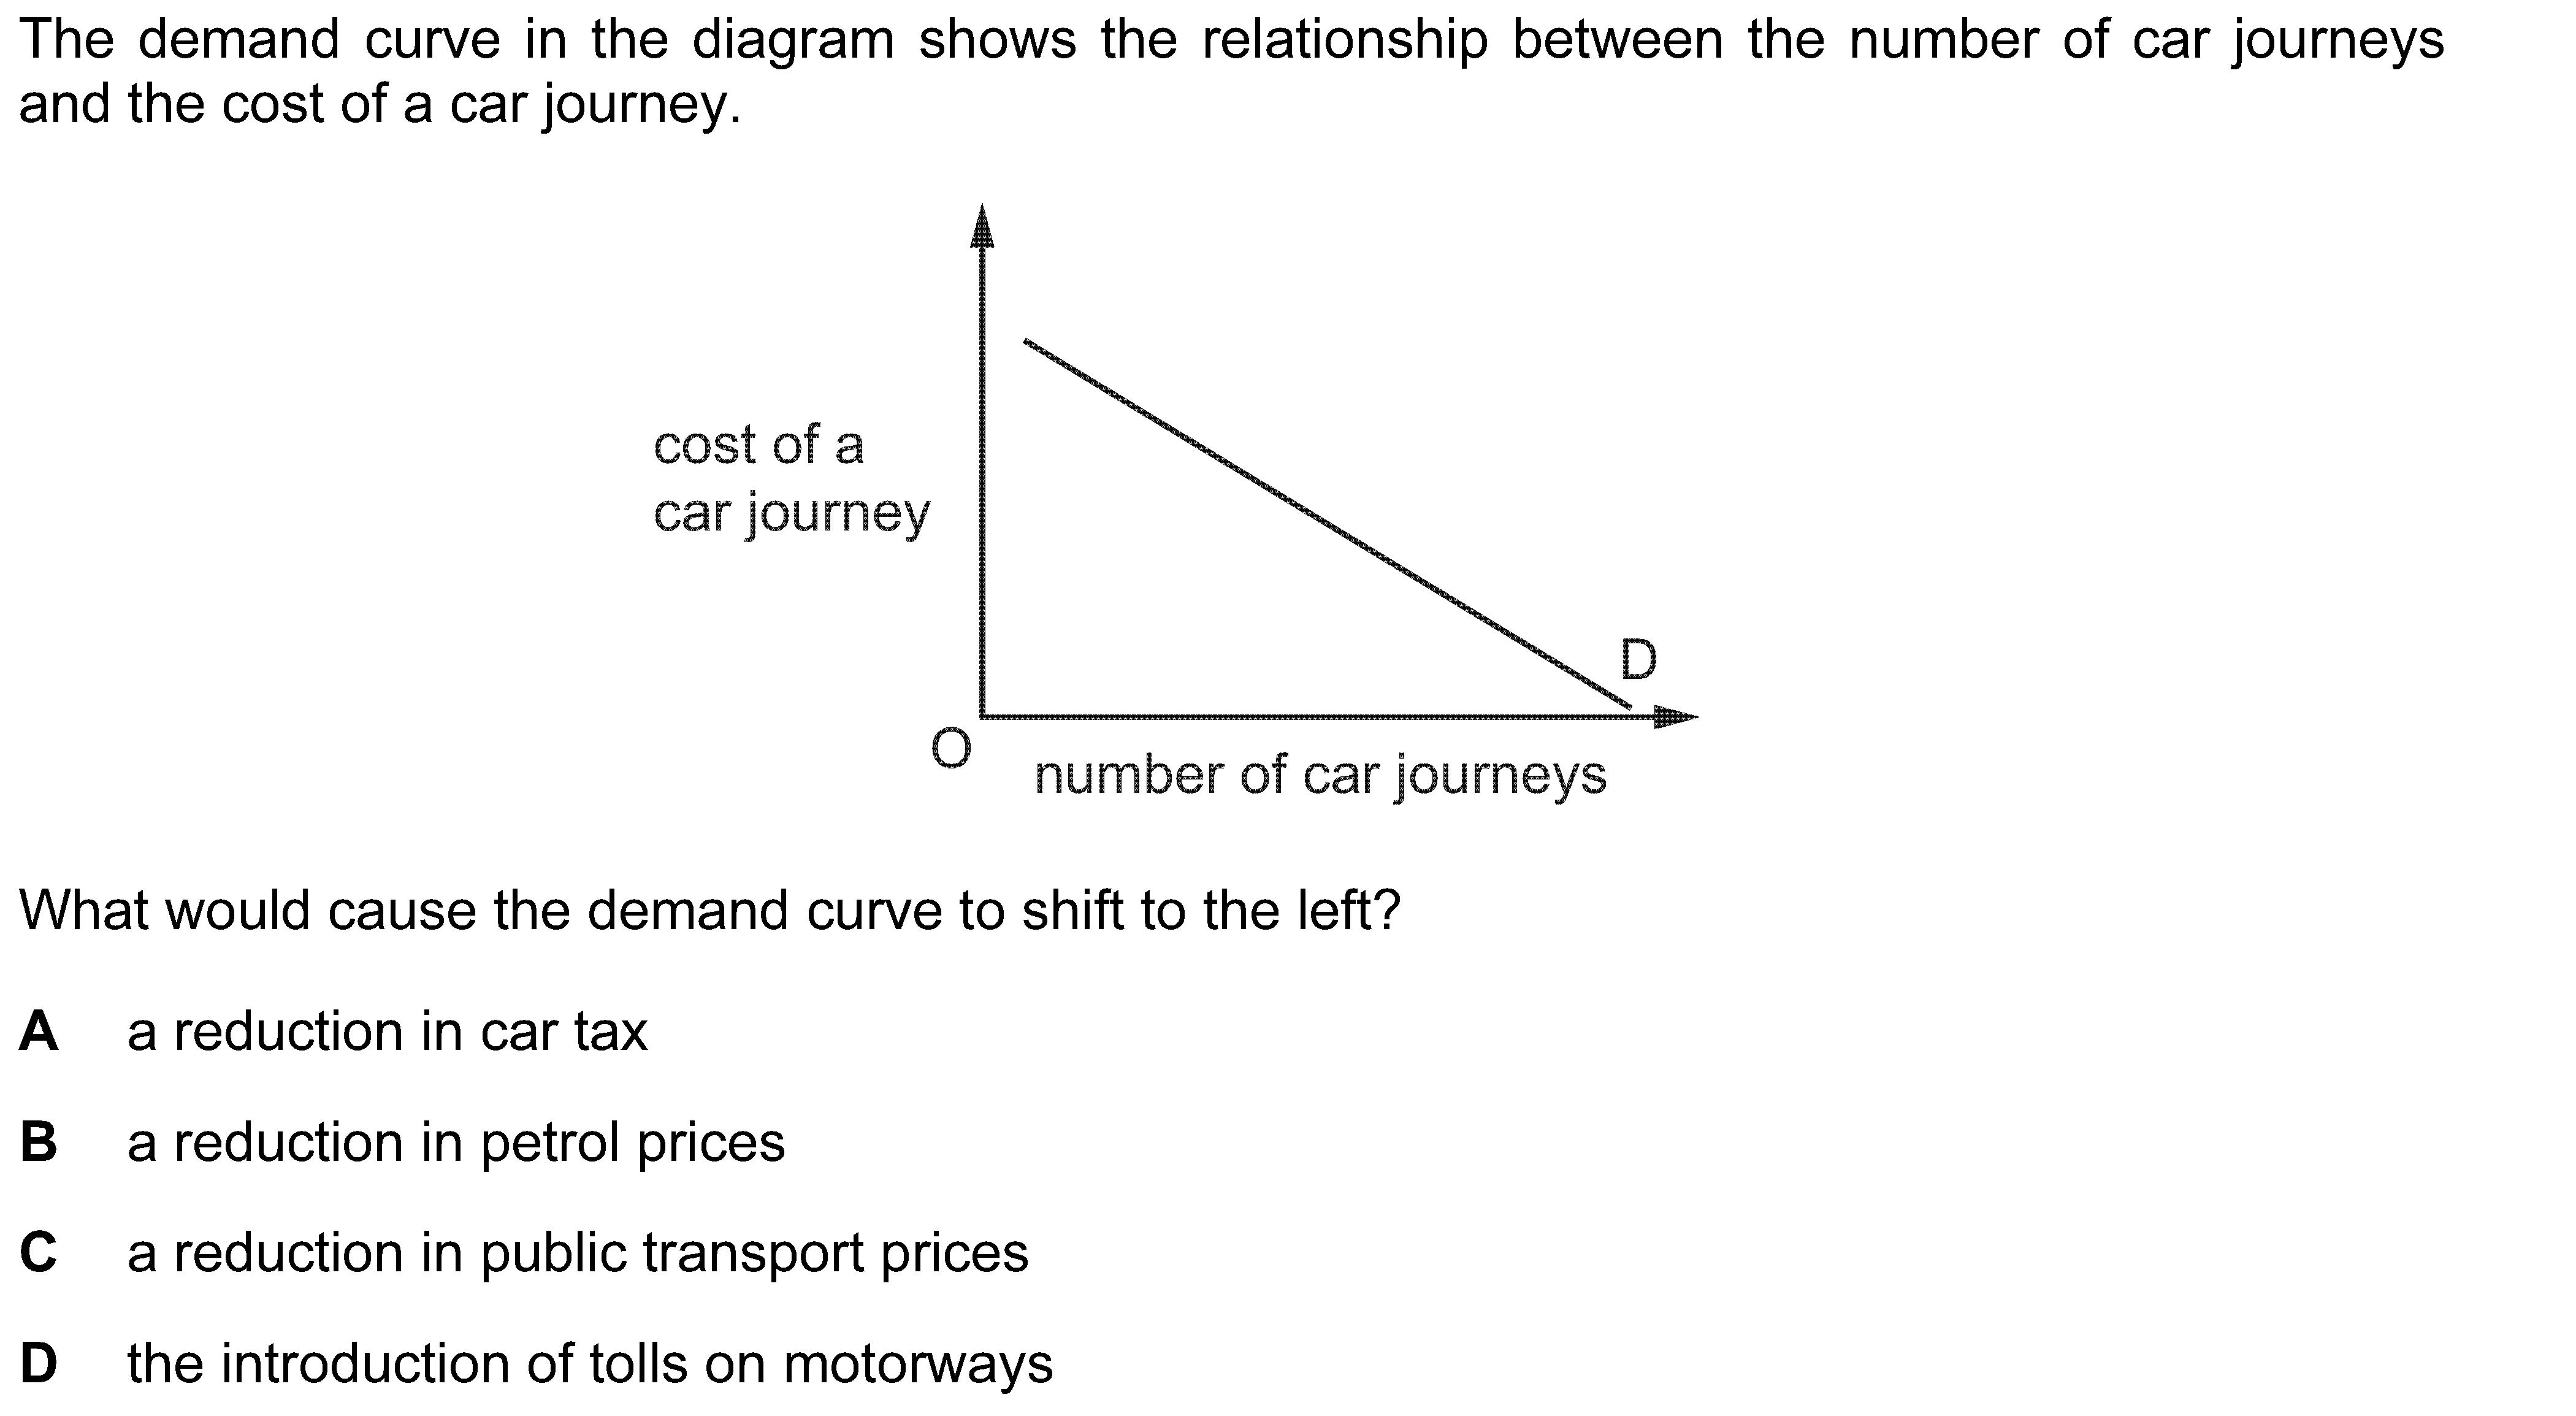 The demand curve in the diagram shows the relationship between the number of car journeys
and the cost of a car journey.
cost of a
car journey
D
O
number of car journeys
What would cause the demand curve to shift to the left?
A a reduction in car tax
B a reduction in petrol prices
C a reduction in public transport prices
D the introduction of tolls on motorways